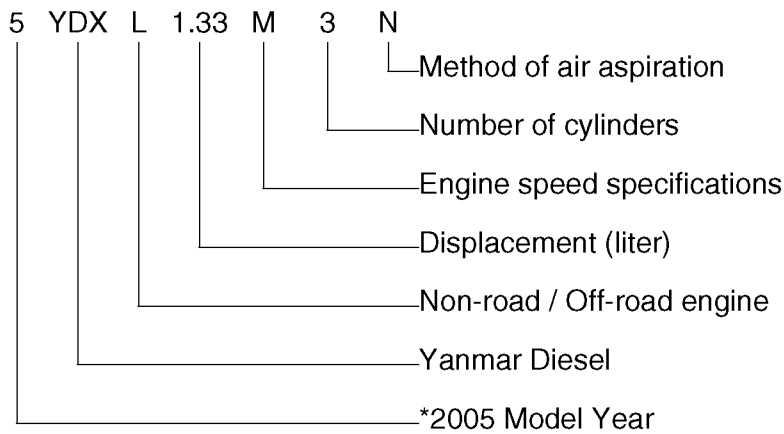 5 YDX L 1.33 M 3 N
Method of air aspiration
Number of cylinders
Engine speed specifications
Displacement (liter)
Non-road / Off-road engine
Yanmar Diesel
*2005 Model Year